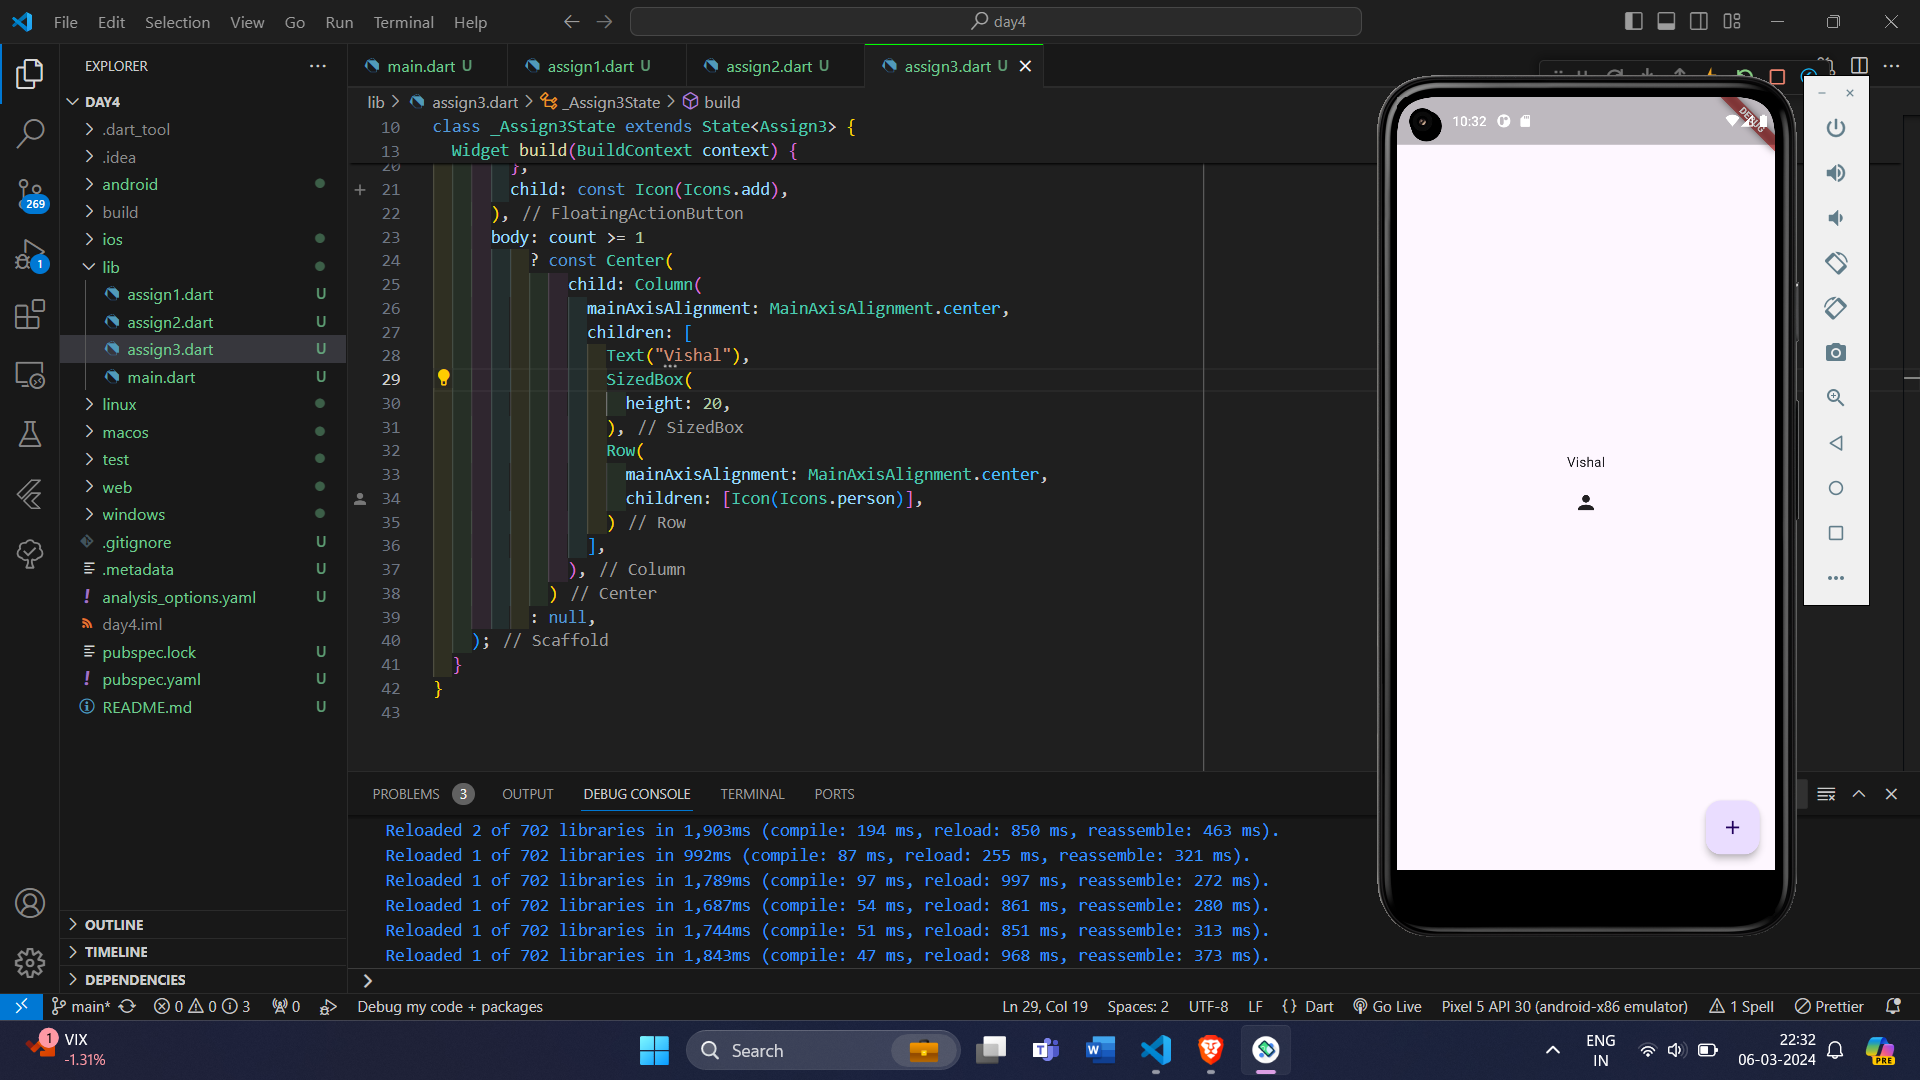 File Edit Selection View Go Run Terminal Help
day4
EXPLORER
DAY4
.dart_tool
.idea
android
build
ios
lib
assign1.dart U
assign2.dart U
assign3.dart U
main.dart U
linux
macos
test
web
windows
.gitignore U
.metadata U
analysis_options.yaml U
day4.iml
pubspec.lock U
pubspec.yaml U
README.md U
OUTLINE
TIMELINE
DEPENDENCIES
269
1
main.dart U assign1.dart U assign2.dart U assign3.dart U
lib > assign3.dart > _Assign3State > build
10 class _Assign3State extends State<Assign3> {
13 Widget build(BuildContext context) {
20 },
21 child: const Icon(Icons.add),
22 ), // FloatingActionButton
23 body: count >= 1
24 ? const Center(
25 child: Column(
26 mainAxisAlignment: MainAxisAlignment.center,
27 children: [
28 Text("Vishal"),
29 SizedBox(
30 height: 20,
31 ), // SizedBox
32 Row(
33 mainAxisAlignment: MainAxisAlignment.center,
34 children: [Icon(Icons.person)],
35 ) // Row
36 ],
37 ), // Column
38 ) // Center
39 : null,
40 ); // Scaffold
41 }
42 }
43
10:32
DEBUG
Vishal
PROBLEMS 3 OUTPUT DEBUG CONSOLE TERMINAL PORTS
Reloaded 2 of 702 libraries in 1,903ms (compile: 194 ms, reload: 850 ms, reassemble: 463 ms).
Reloaded 1 of 702 libraries in 992ms (compile: 87 ms, reload: 255 ms, reassemble: 321 ms).
Reloaded 1 of 702 libraries in 1,789ms (compile: 97 ms, reload: 997 ms, reassemble: 272 ms).
Reloaded 1 of 702 libraries in 1,687ms (compile: 54 ms, reload: 861 ms, reassemble: 280 ms).
Reloaded 1 of 702 libraries in 1,744ms (compile: 51 ms, reload: 851 ms, reassemble: 313 ms).
Reloaded 1 of 702 libraries in 1,843ms (compile: 47 ms, reload: 968 ms, reassemble: 373 ms).
main* 0 0 3 0 Debug my code + packages Ln 29, Col 19 Spaces: 2 UTF-8 LF {} Dart Go Live Pixel 5 API 30 (android-x86 emulator) 1 Spell Prettier
1 VIX
-1.31%
Search
ENG
IN
22:32
06-03-2024
PRE